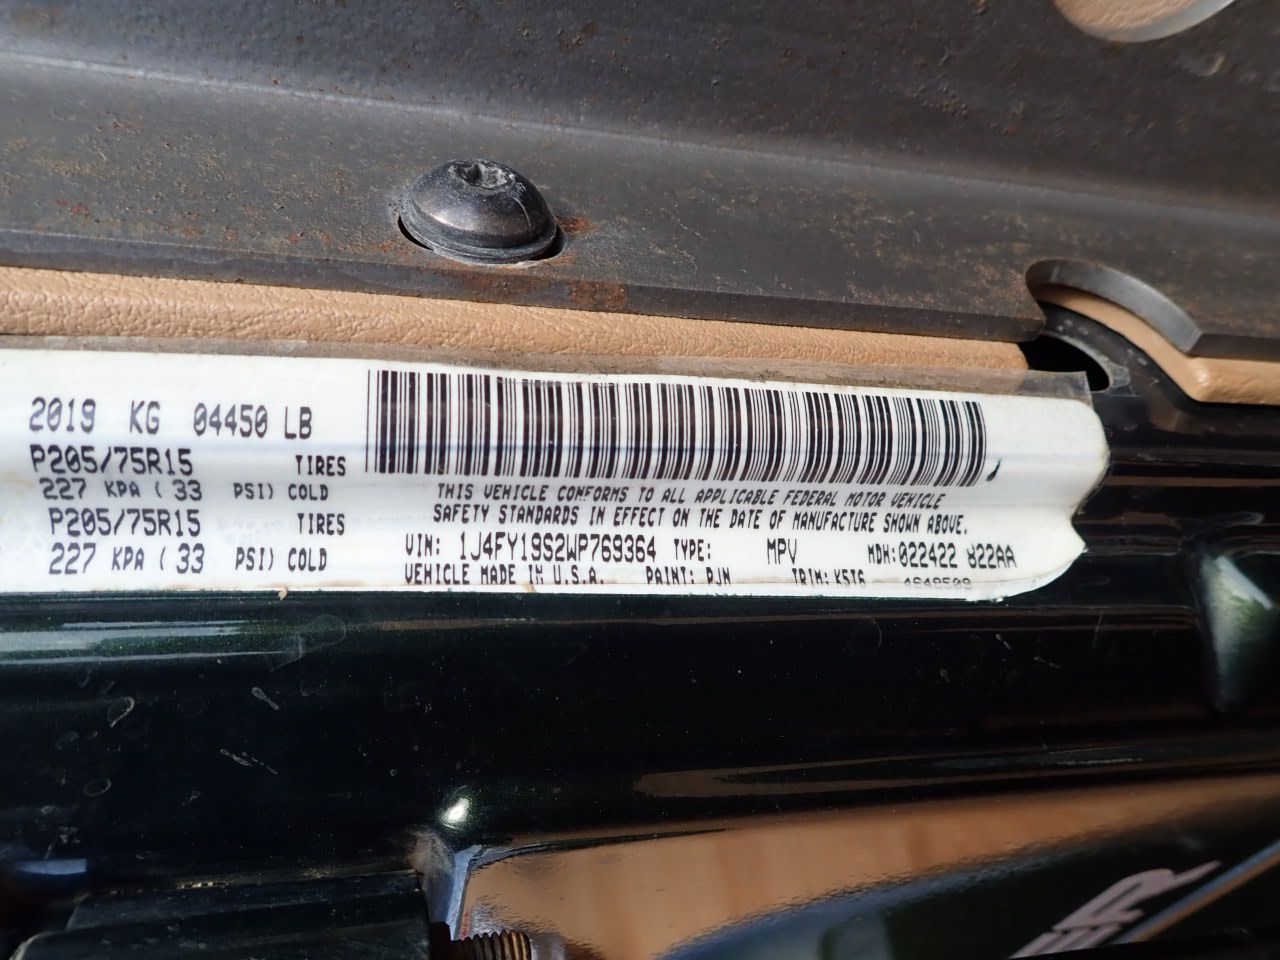 2019 KG 04450 LB
P205/75R15 TIRES
227 KPA ( 33 PSI) COLD
P205/75R15 TIRES
227 KPA ( 33 PSI) COLD
THIS VEHICLE CONFORMS TO ALL APPLICABLE FEDERAL MOTOR VEHICLE
SAFETY STANDARDS IN EFFECT ON THE DATE OF MANUFACTURE SHOWN ABOVE.
VIN: 1J4FY19S2WP769364 TYPE: MPV MDH:022422 822AA
VEHICLE MADE IN U.S.A. PAINT: PJN TRIM: K5T6